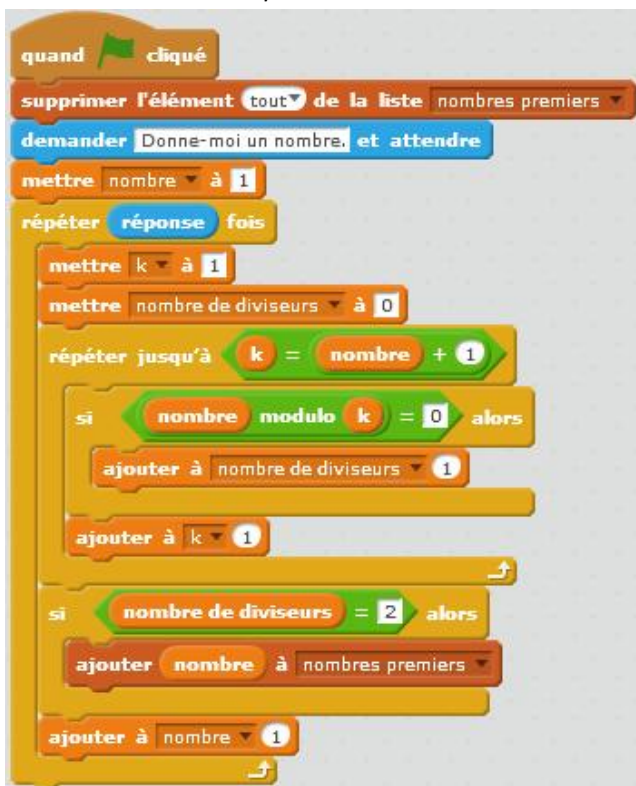 quand cliqué
supprimer l'élément tout de la liste nombres premiers
demander Donne-moi un nombre. et attendre
mettre nombre à 1
répéter réponse fois
mettre k à 1
mettre nombre de diviseurs à 0
répéter jusqu'à k = nombre + 1
si nombre modulo k = 0 alors
ajouter à nombre de diviseurs 1
ajouter à k 1
si nombre de diviseurs = 2 alors
ajouter nombre à nombres premiers
ajouter à nombre 1